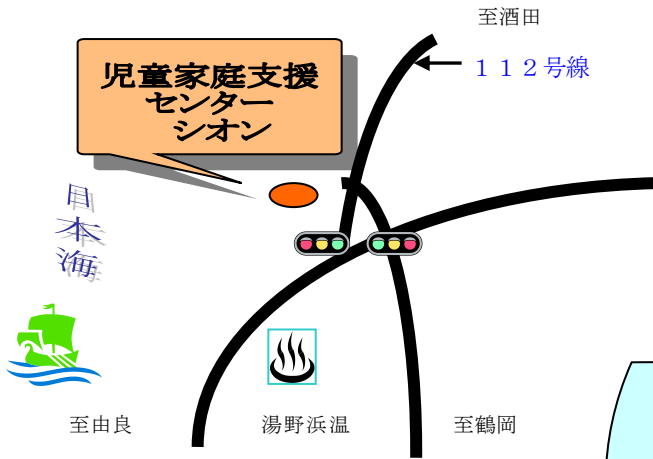 至酒田
１１２号線
児童家庭支援
センター
シオン
日本海
至由良
湯野浜温
至鶴岡